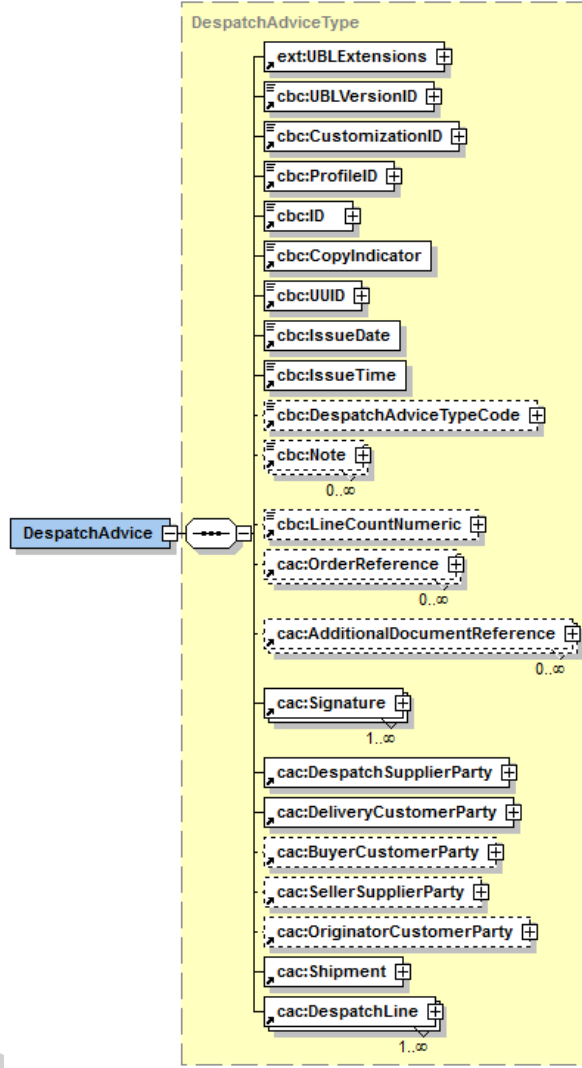 DespatchAdviceType
ext:UBLExtensions
cbc:UBLVersionID
cbc:CustomizationID
cbc:ProfileID
cbc:ID
cbc:CopyIndicator
cbc:UUID
cbc:IssueDate
cbc:IssueTime
cbc:DespatchAdviceTypeCode
cbc:Note
0..∞
DespatchAdvice
cbc:LineCountNumeric
cac:OrderReference
0..∞
cac:AdditionalDocumentReference
0..∞
cac:Signature
1..∞
cac:DespatchSupplierParty
cac:DeliveryCustomerParty
cac:BuyerCustomerParty
cac:SellerSupplierParty
cac:OriginatorCustomerParty
cac:Shipment
cac:DespatchLine
1..∞